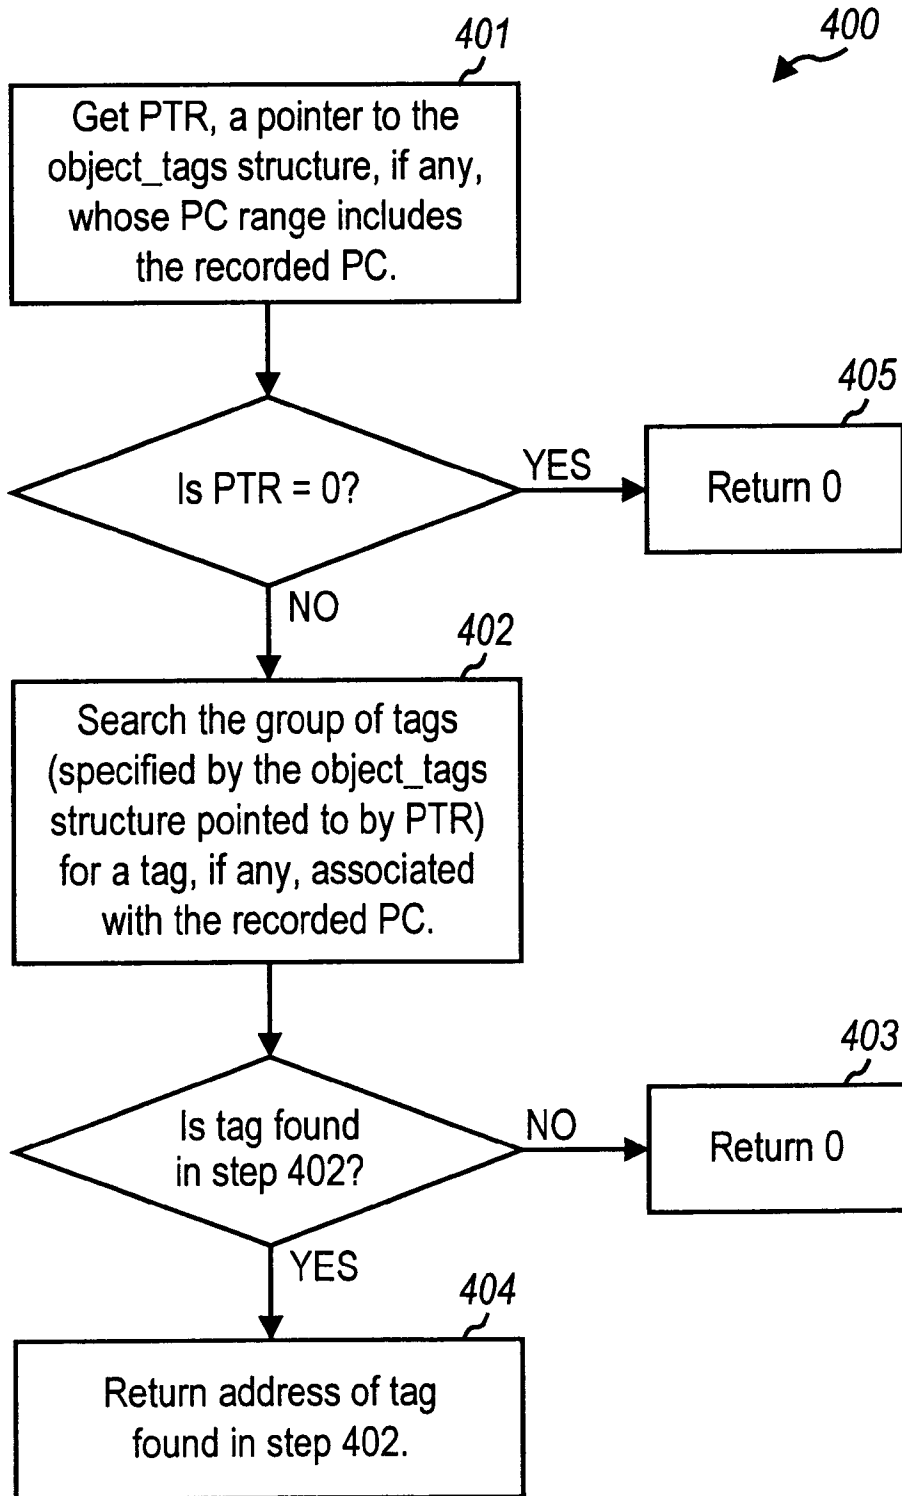 400
401
Get PTR, a pointer to the
object_tags structure, if any,
whose PC range includes
the recorded PC.
Is PTR = 0?
YES
405
Return 0
NO
402
Search the group of tags
(specified by the object_tags
structure pointed to by PTR)
for a tag, if any, associated
with the recorded PC.
Is tag found
in step 402?
NO
403
Return 0
YES
404
Return address of tag
found in step 402.